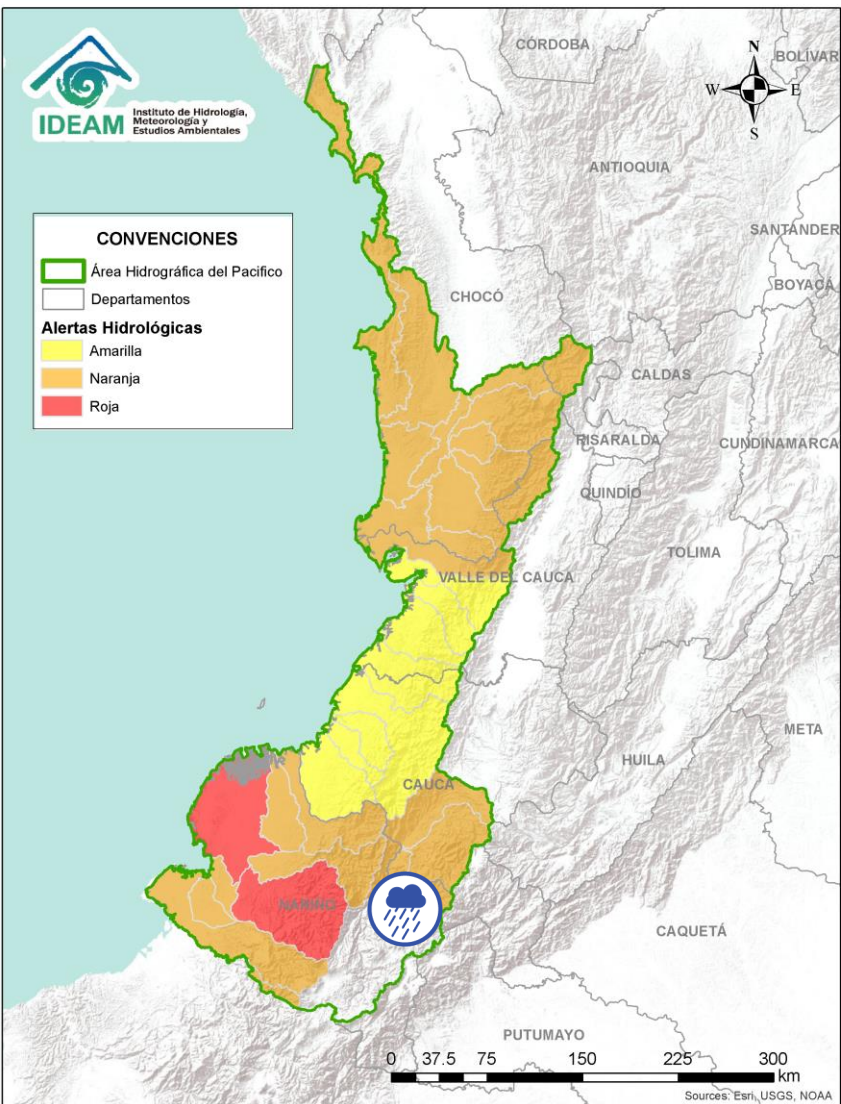 IDEAM
Instituto de Hidrología,
Meteorología y
Estudios Ambientales
N
W
E
S
CÓRDOBA
BOLÍVAR
ANTIOQUIA
SANTANDER
BOYACÁ
CHOCÓ
CALDAS
RISARALDA
CUNDINAMARCA
QUINDÍO
TOLIMA
VALLE DEL CAUCA
META
HUILA
CAUCA
NARIÑO
CAQUETÁ
PUTUMAYO
CONVENCIONES
Área Hidrográfica del Pacifico
Departamentos
Alertas Hidrológicas
Amarilla
Naranja
Roja
0 37.5 75 150 225 300
km
Sources: Esri, USGS, NOAA